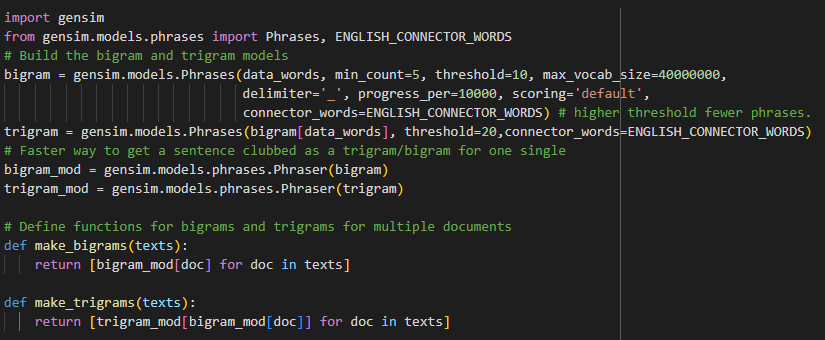 import gensim
from gensim.models.phrases import Phrases, ENGLISH_CONNECTOR_WORDS
# Build the bigram and trigram models
bigram = gensim.models.Phrases(data_words, min_count=5, threshold=10, max_vocab_size=40000000,
                               delimiter='_', progress_per=10000, scoring='default',
                               connector_words=ENGLISH_CONNECTOR_WORDS) # higher threshold fewer phrases.
trigram = gensim.models.Phrases(bigram[data_words], threshold=20,connector_words=ENGLISH_CONNECTOR_WORDS)
# Faster way to get a sentence clubbed as a trigram/bigram for one single
bigram_mod = gensim.models.phrases.Phraser(bigram)
trigram_mod = gensim.models.phrases.Phraser(trigram)

# Define functions for bigrams and trigrams for multiple documents
def make_bigrams(texts):
    return [bigram_mod[doc] for doc in texts]

def make_trigrams(texts):
    return [trigram_mod[bigram_mod[doc]] for doc in texts]